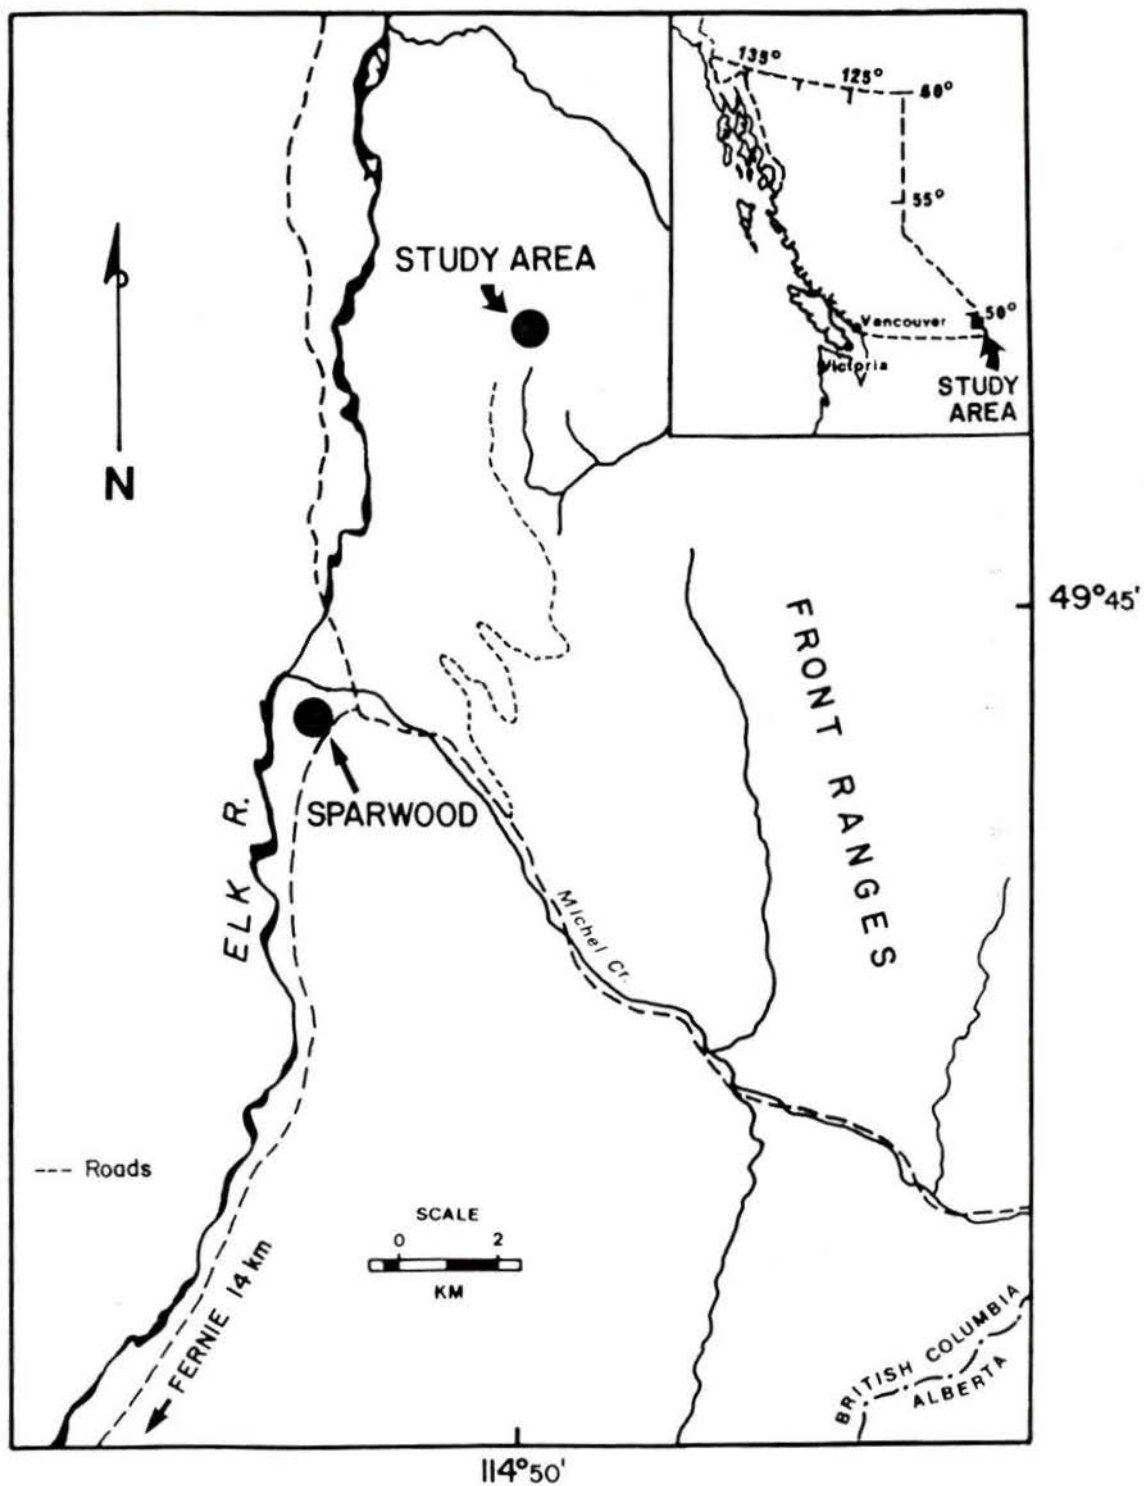 135°
125°
60°
55°
50°
Vancouver
Victoria
STUDY
AREA
STUDY AREA
N
49°45'
FRONT RANGES
SPARWOOD
ELK R.
Michel Cr.
--- Roads
SCALE
0 2
KM
FERNIE 14 km
BRITISH COLUMBIA
ALBERTA
114°50'